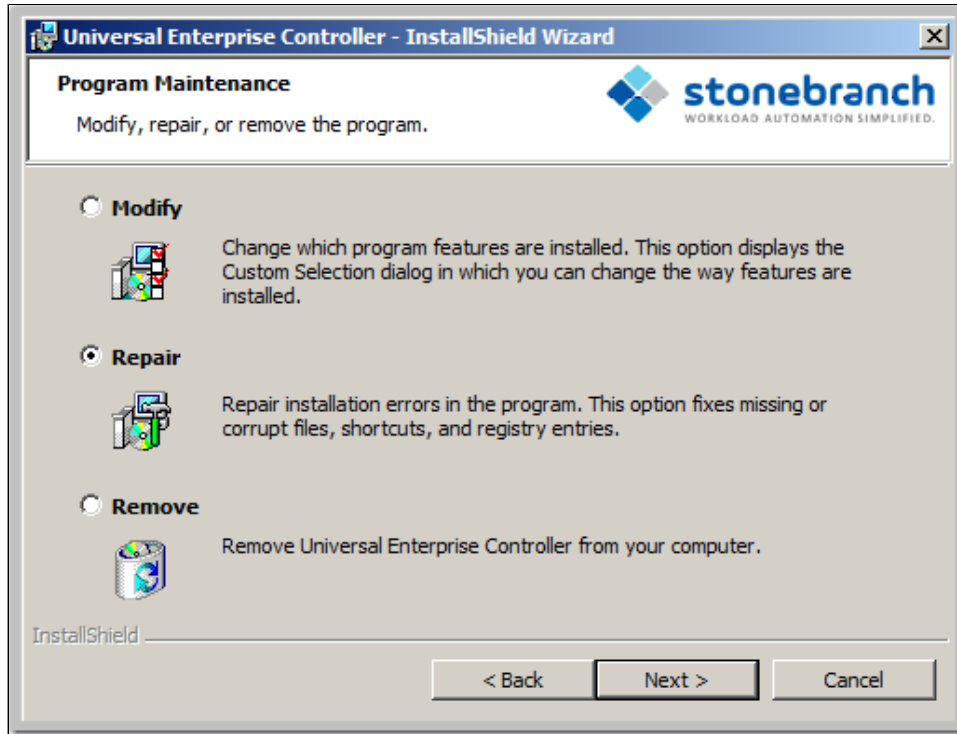 Universal Enterprise Controller - InstallShield Wizard
Program Maintenance
Modify, repair, or remove the program.
stonebranch
WORKLOAD AUTOMATION SIMPLIFIED.
Modify
Change which program features are installed. This option displays the
Custom Selection dialog in which you can change the way features are
installed.
Repair
Repair installation errors in the program. This option fixes missing or
corrupt files, shortcuts, and registry entries.
Remove
Remove Universal Enterprise Controller from your computer.
InstallShield
< Back
Next >
Cancel